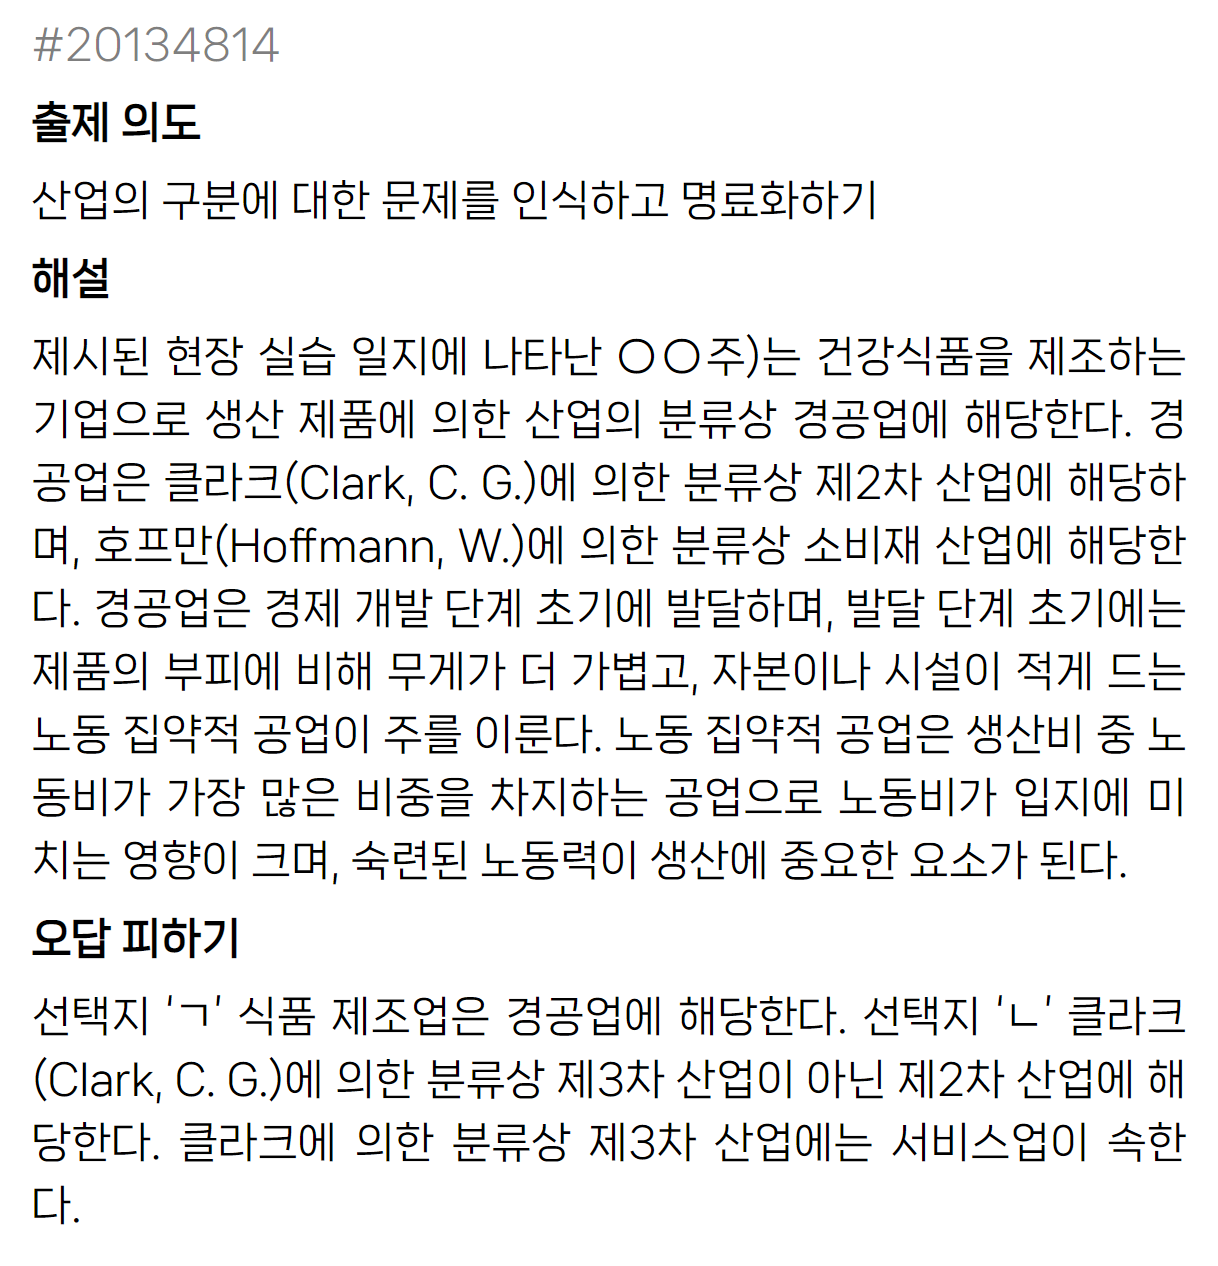 #20134814
출제 의도
산업의 구분에 대한 문제를 인식하고 명료화하기
해설
제시된 현장 실습 일지에 나타난 ○○주)는 건강식품을 제조하는
기업으로 생산 제품에 의한 산업의 분류상 경공업에 해당한다. 경
공업은 클라크(Clark, C. G.)에 의한 분류상 제2차 산업에 해당하
며, 호프만(Hoffmann, W.)에 의한 분류상 소비재 산업에 해당한
다. 경공업은 경제 개발 단계 초기에 발달하며, 발달 단계 초기에는
제품의 부피에 비해 무게가 더 가볍고, 자본이나 시설이 적게 드는
노동 집약적 공업이 주를 이룬다. 노동 집약적 공업은 생산비 중 노
동비가 가장 많은 비중을 차지하는 공업으로 노동비가 입지에 미
치는 영향이 크며, 숙련된 노동력이 생산에 중요한 요소가 된다.
오답 피하기
선택지 ‘ㄱ’ 식품 제조업은 경공업에 해당한다. 선택지 ‘ㄴ’ 클라크
(Clark, C. G.)에 의한 분류상 제3차 산업이 아닌 제2차 산업에 해
당한다. 클라크에 의한 분류상 제3차 산업에는 서비스업이 속한
다.